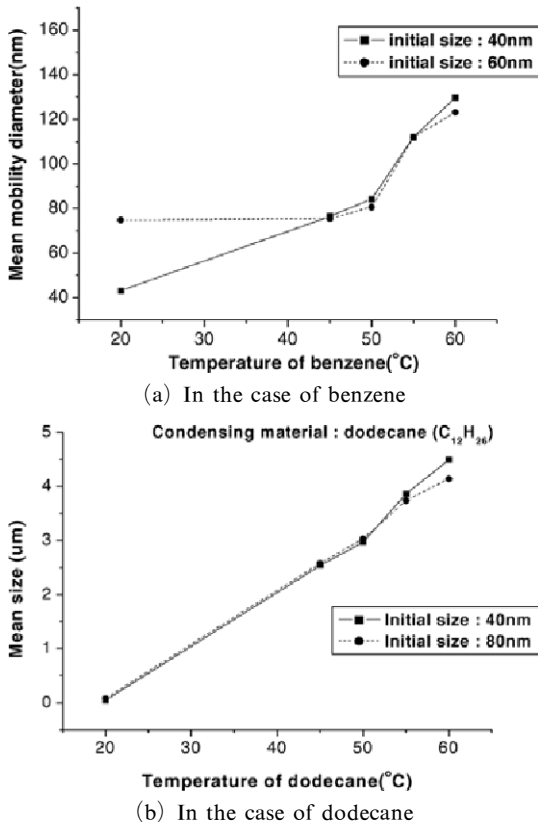 160
140
120
100
80
60
40
Mean mobility diameter(nm)
initial size : 40nm
initial size : 60nm
20 30 40 50 60
Temperature of benzene(°C)
(a) In the case of benzene
Condensing material : dodecane (C₁₂H₂₆)
5
4
3
2
1
0
Mean size (um)
Initial size : 40nm
Initial size : 80nm
20 30 40 50 60
Temperature of dodecane(°C)
(b) In the case of dodecane